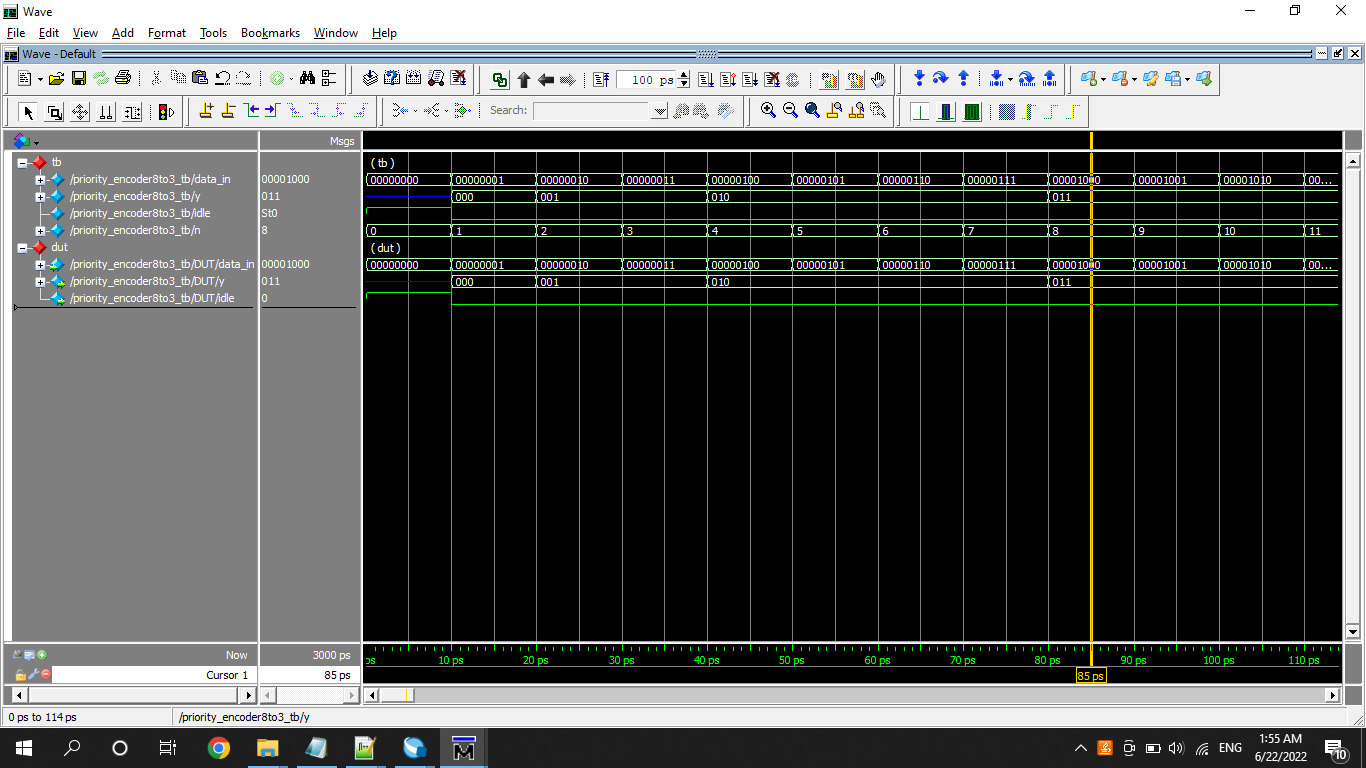 Wave
File Edit View Add Format Tools Bookmarks Window Help
Wave - Default
100 ps
Search:
Msgs
tb
(tb)
/priority_encoder8to3_tb/data_in 00001000 00000000 00000001 00000010 00000011 00000100 00000101 00000110 00000111 00001000 00001001 00001010 00...
/priority_encoder8to3_tb/y 011 000 001 010 011
/priority_encoder8to3_tb/idle St0
/priority_encoder8to3_tb/n 8 0 1 2 3 4 5 6 7 8 9 10 11
dut
(dut)
/priority_encoder8to3_tb/DUT/data_in 00001000 00000000 00000001 00000010 00000011 00000100 00000101 00000110 00000111 00001000 00001001 00001010 00...
/priority_encoder8to3_tb/DUT/y 011 000 001 010 011
/priority_encoder8to3_tb/DUT/idle 0
Now 3000 ps ps 10 ps 20 ps 30 ps 40 ps 50 ps 60 ps 70 ps 80 ps 90 ps 100 ps 110 ps
Cursor 1 85 ps 85 ps
0 ps to 114 ps /priority_encoder8to3_tb/y
ENG
1:55 AM
6/22/2022
10